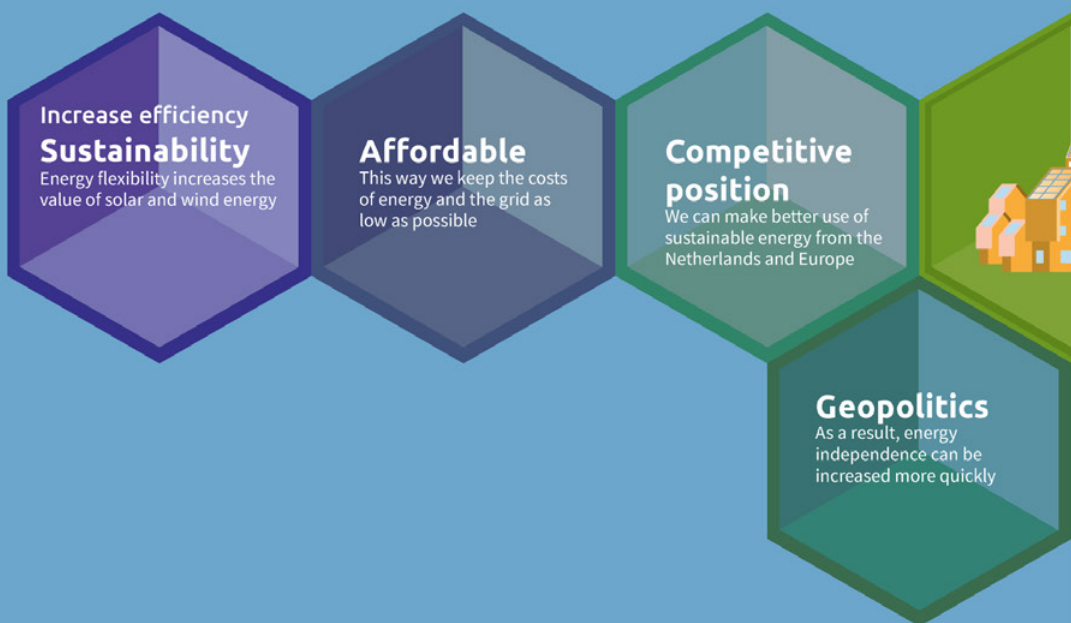 Increase efficiency
Sustainability
Energy flexibility increases the
value of solar and wind energy
Affordable
This way we keep the costs
of energy and the grid as
low as possible
Competitive
position
We can make better use of
sustainable energy from the
Netherlands and Europe
Geopolitics
As a result, energy
independence can be
increased more quickly